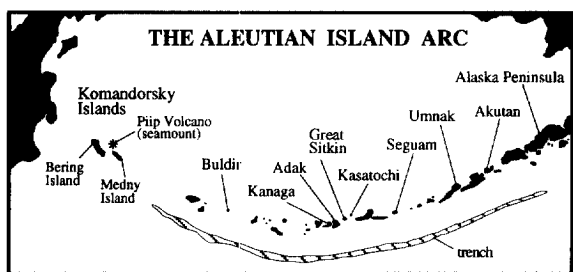 THE ALEUTIAN ISLAND ARC
Alaska Peninsula
Komandorsky
Islands
Piip Volcano
(seamount)
Umnak
Akutan
Great
Sitkin
Seguam
Bering
Island
Medny
Island
Buldir
Adak
Kasatochi
Kanaga
trench